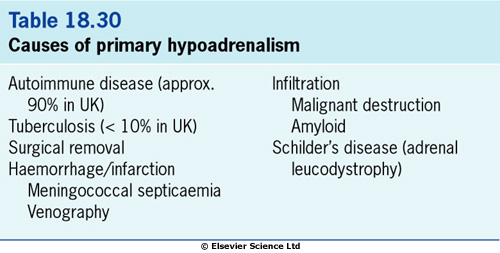 Table 18.30
Causes of primary hypoadrenalism
Autoimmune disease (approx.
90% in UK)
Tuberculosis (< 10% in UK)
Surgical removal
Haemorrhage/infarction
Meningococcal septicaemia
Venography
Infiltration
Malignant destruction
Amyloid
Schilder's disease (adrenal
leucodystrophy)
© Elsevier Science Ltd